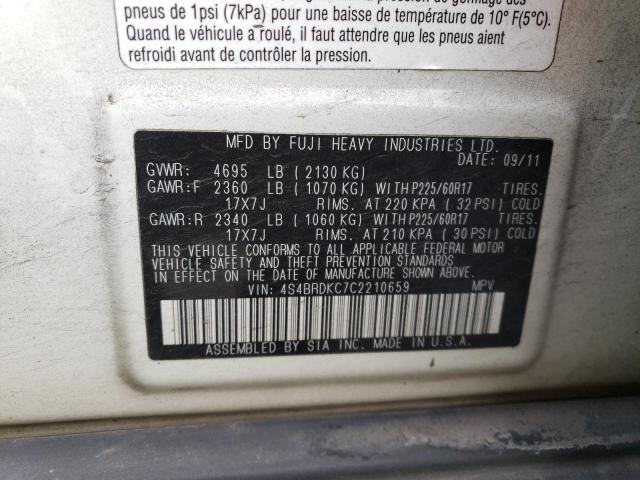 pneus de 1psi (7kPa) pour une baisse de température de 10° F(5°C).
Quand le véhicule a roulé, il faut attendre que les pneus aient
refroidi avant de contrôler la pression.
MFD BY FUJI HEAVY INDUSTRIES LTD.
DATE: 09/11
GVWR: 4695 LB ( 2130 KG)
GAWR:F 2360 LB ( 1070 KG) WITH P225/60R17 TIRES.
17X7J RIMS. AT 220 KPA ( 32 PSI) COLD
GAWR:R 2340 LB ( 1060 KG) WITH P225/60R17 TIRES.
17X7J RIMS. AT 210 KPA ( 30 PSI) COLD
THIS VEHICLE CONFORMS TO ALL APPLICABLE FEDERAL MOTOR
VEHICLE SAFETY AND THEFT PREVENTION STANDARDS
IN EFFECT ON THE DATE OF MANUFACTURE SHOWN ABOVE.
VIN: 4S4BRDKC7C2210659 MPV
ASSEMBLED BY SIA INC. MADE IN U.S.A.